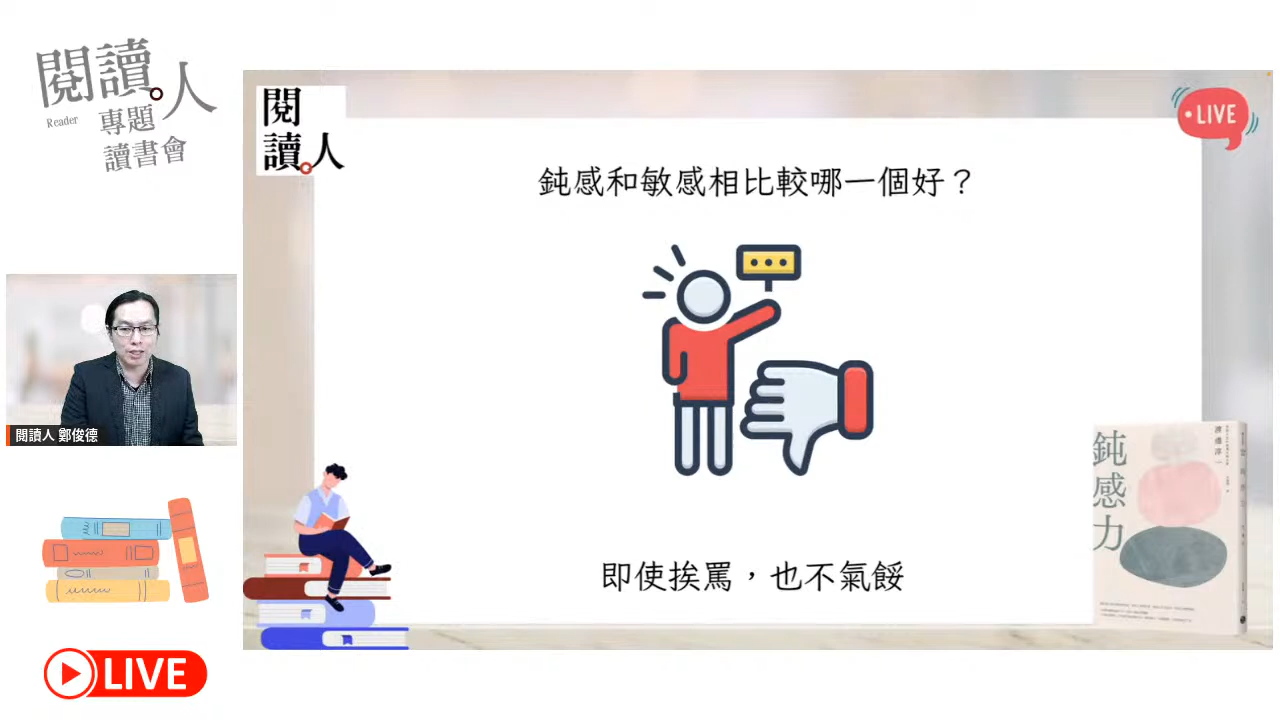 閱讀。人
Reader
專題
讀書會
閱讀人 鄭俊德
LIVE
閱
讀。人
LIVE
鈍感和敏感相比較哪一個好？
即使挨罵，也不氣餒
鈍感力
渡邊淳一